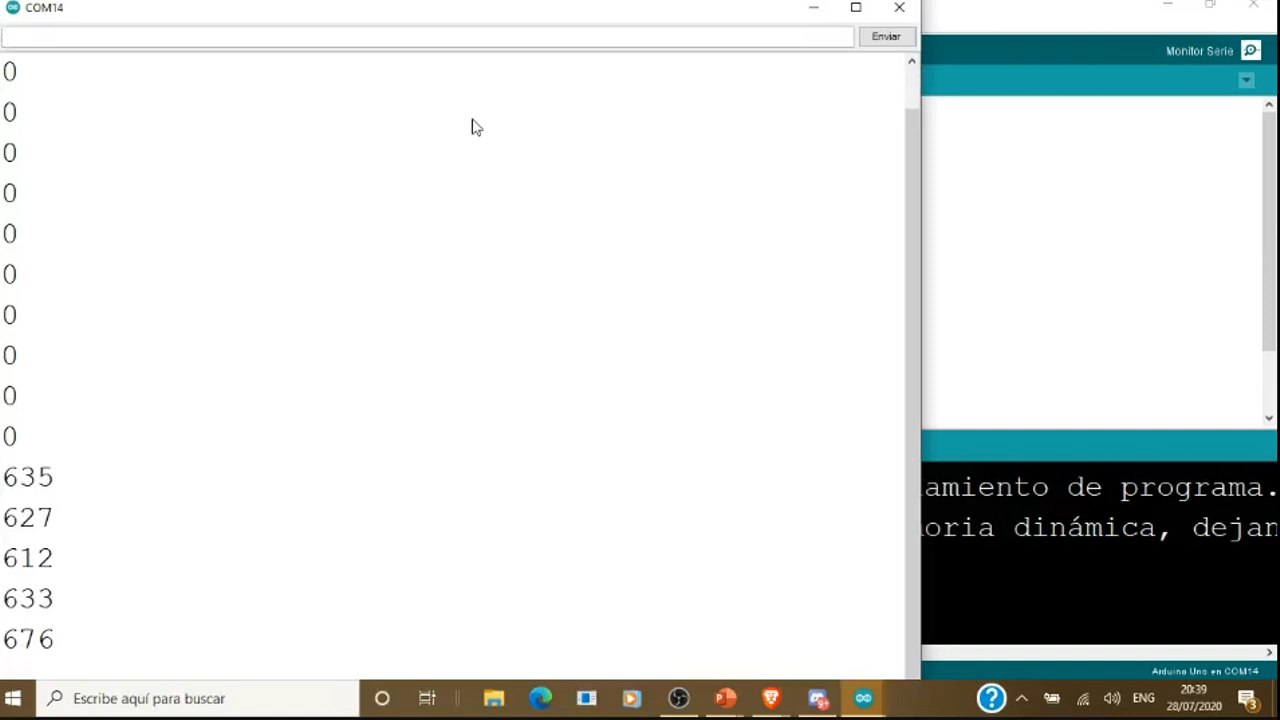 COM14
Enviar
Monitor Serie
0
0
0
0
0
0
0
0
0
0
635
627
612
633
676
amiento de programa.
oria dinámica, dejan
Arduino Uno en COM14
Escribe aquí para buscar
ENG
20:39
28/07/2020
3